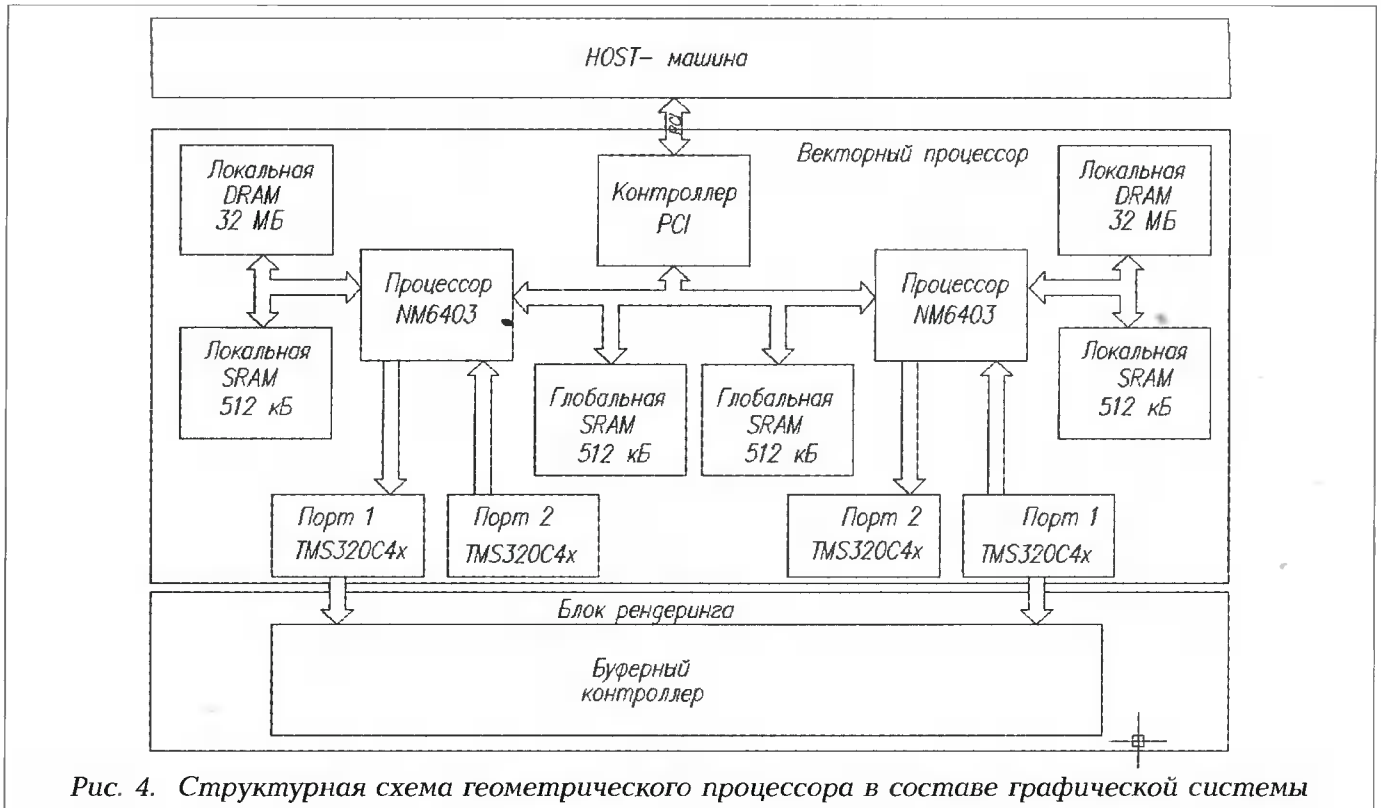 HOST– машина
PCI
Векторный процессор
Локальная
DRAM
32 МБ
Контроллер
PCI
Локальная
DRAM
32 МБ
Процессор
NM6403
Процессор
NM6403
Локальная
SRAM
512 кБ
Глобальная
SRAM
512 кБ
Глобальная
SRAM
512 кБ
Локальная
SRAM
512 кБ
Порт 1
TMS320C4x
Порт 2
TMS320C4x
Порт 2
TMS320C4x
Порт 1
TMS320C4x
Блок рендеринга
Буферный
контроллер
Рис. 4. Структурная схема геометрического процессора в составе графической системы